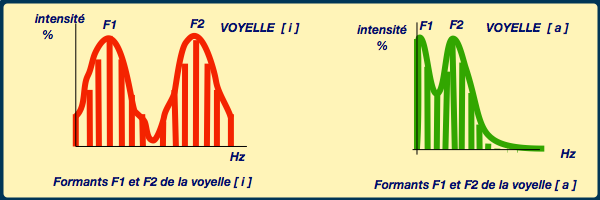 intensité
%
F1
F2
VOYELLE [ i ]
Hz
Formants F1 et F2 de la voyelle [ i ]
intensité
%
F1
F2
VOYELLE [ a ]
Hz
Formants F1 et F2 de la voyelle [ a ]